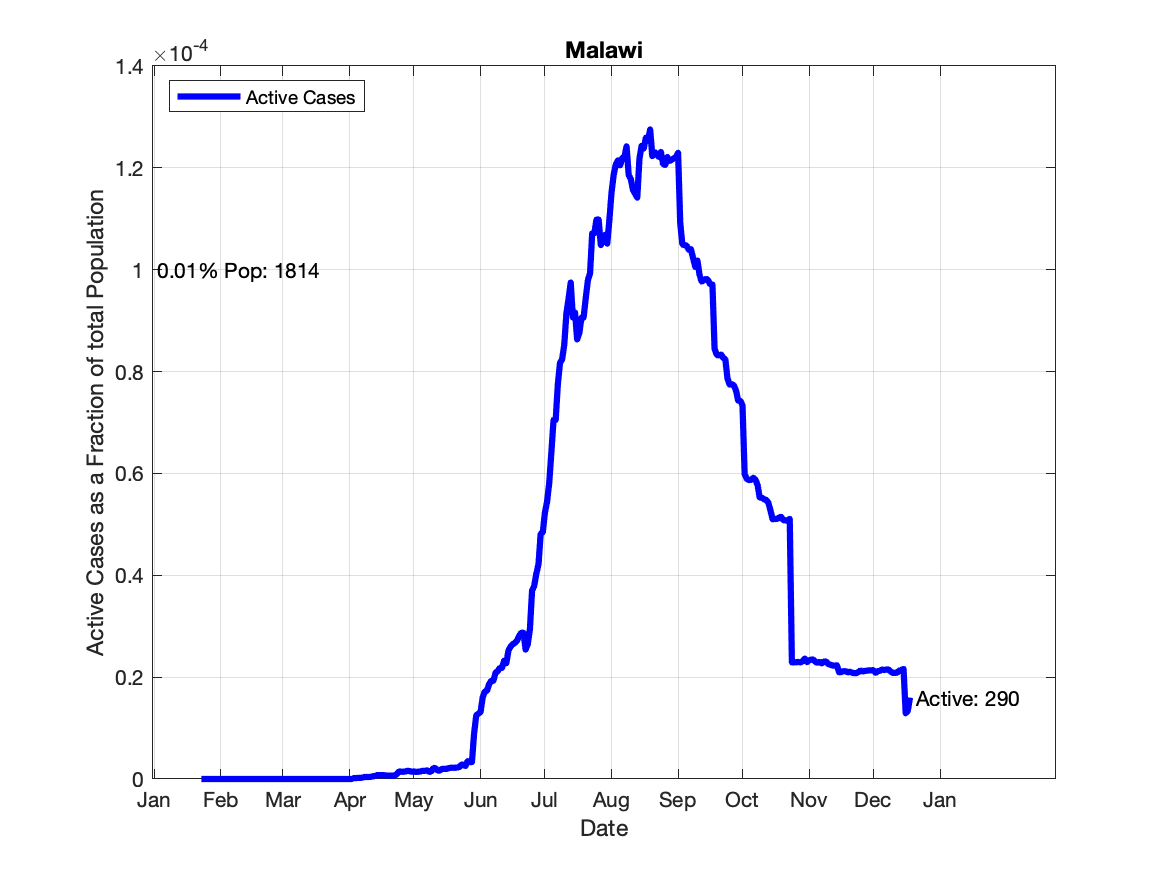 Malawi
×10-4
Active Cases
1.4
1.2
1
0.8
0.6
0.4
0.2
0
Active Cases as a Fraction of total Population
0.01% Pop: 1814
Active: 290
Jan Feb Mar Apr May Jun Jul Aug Sep Oct Nov Dec Jan
Date